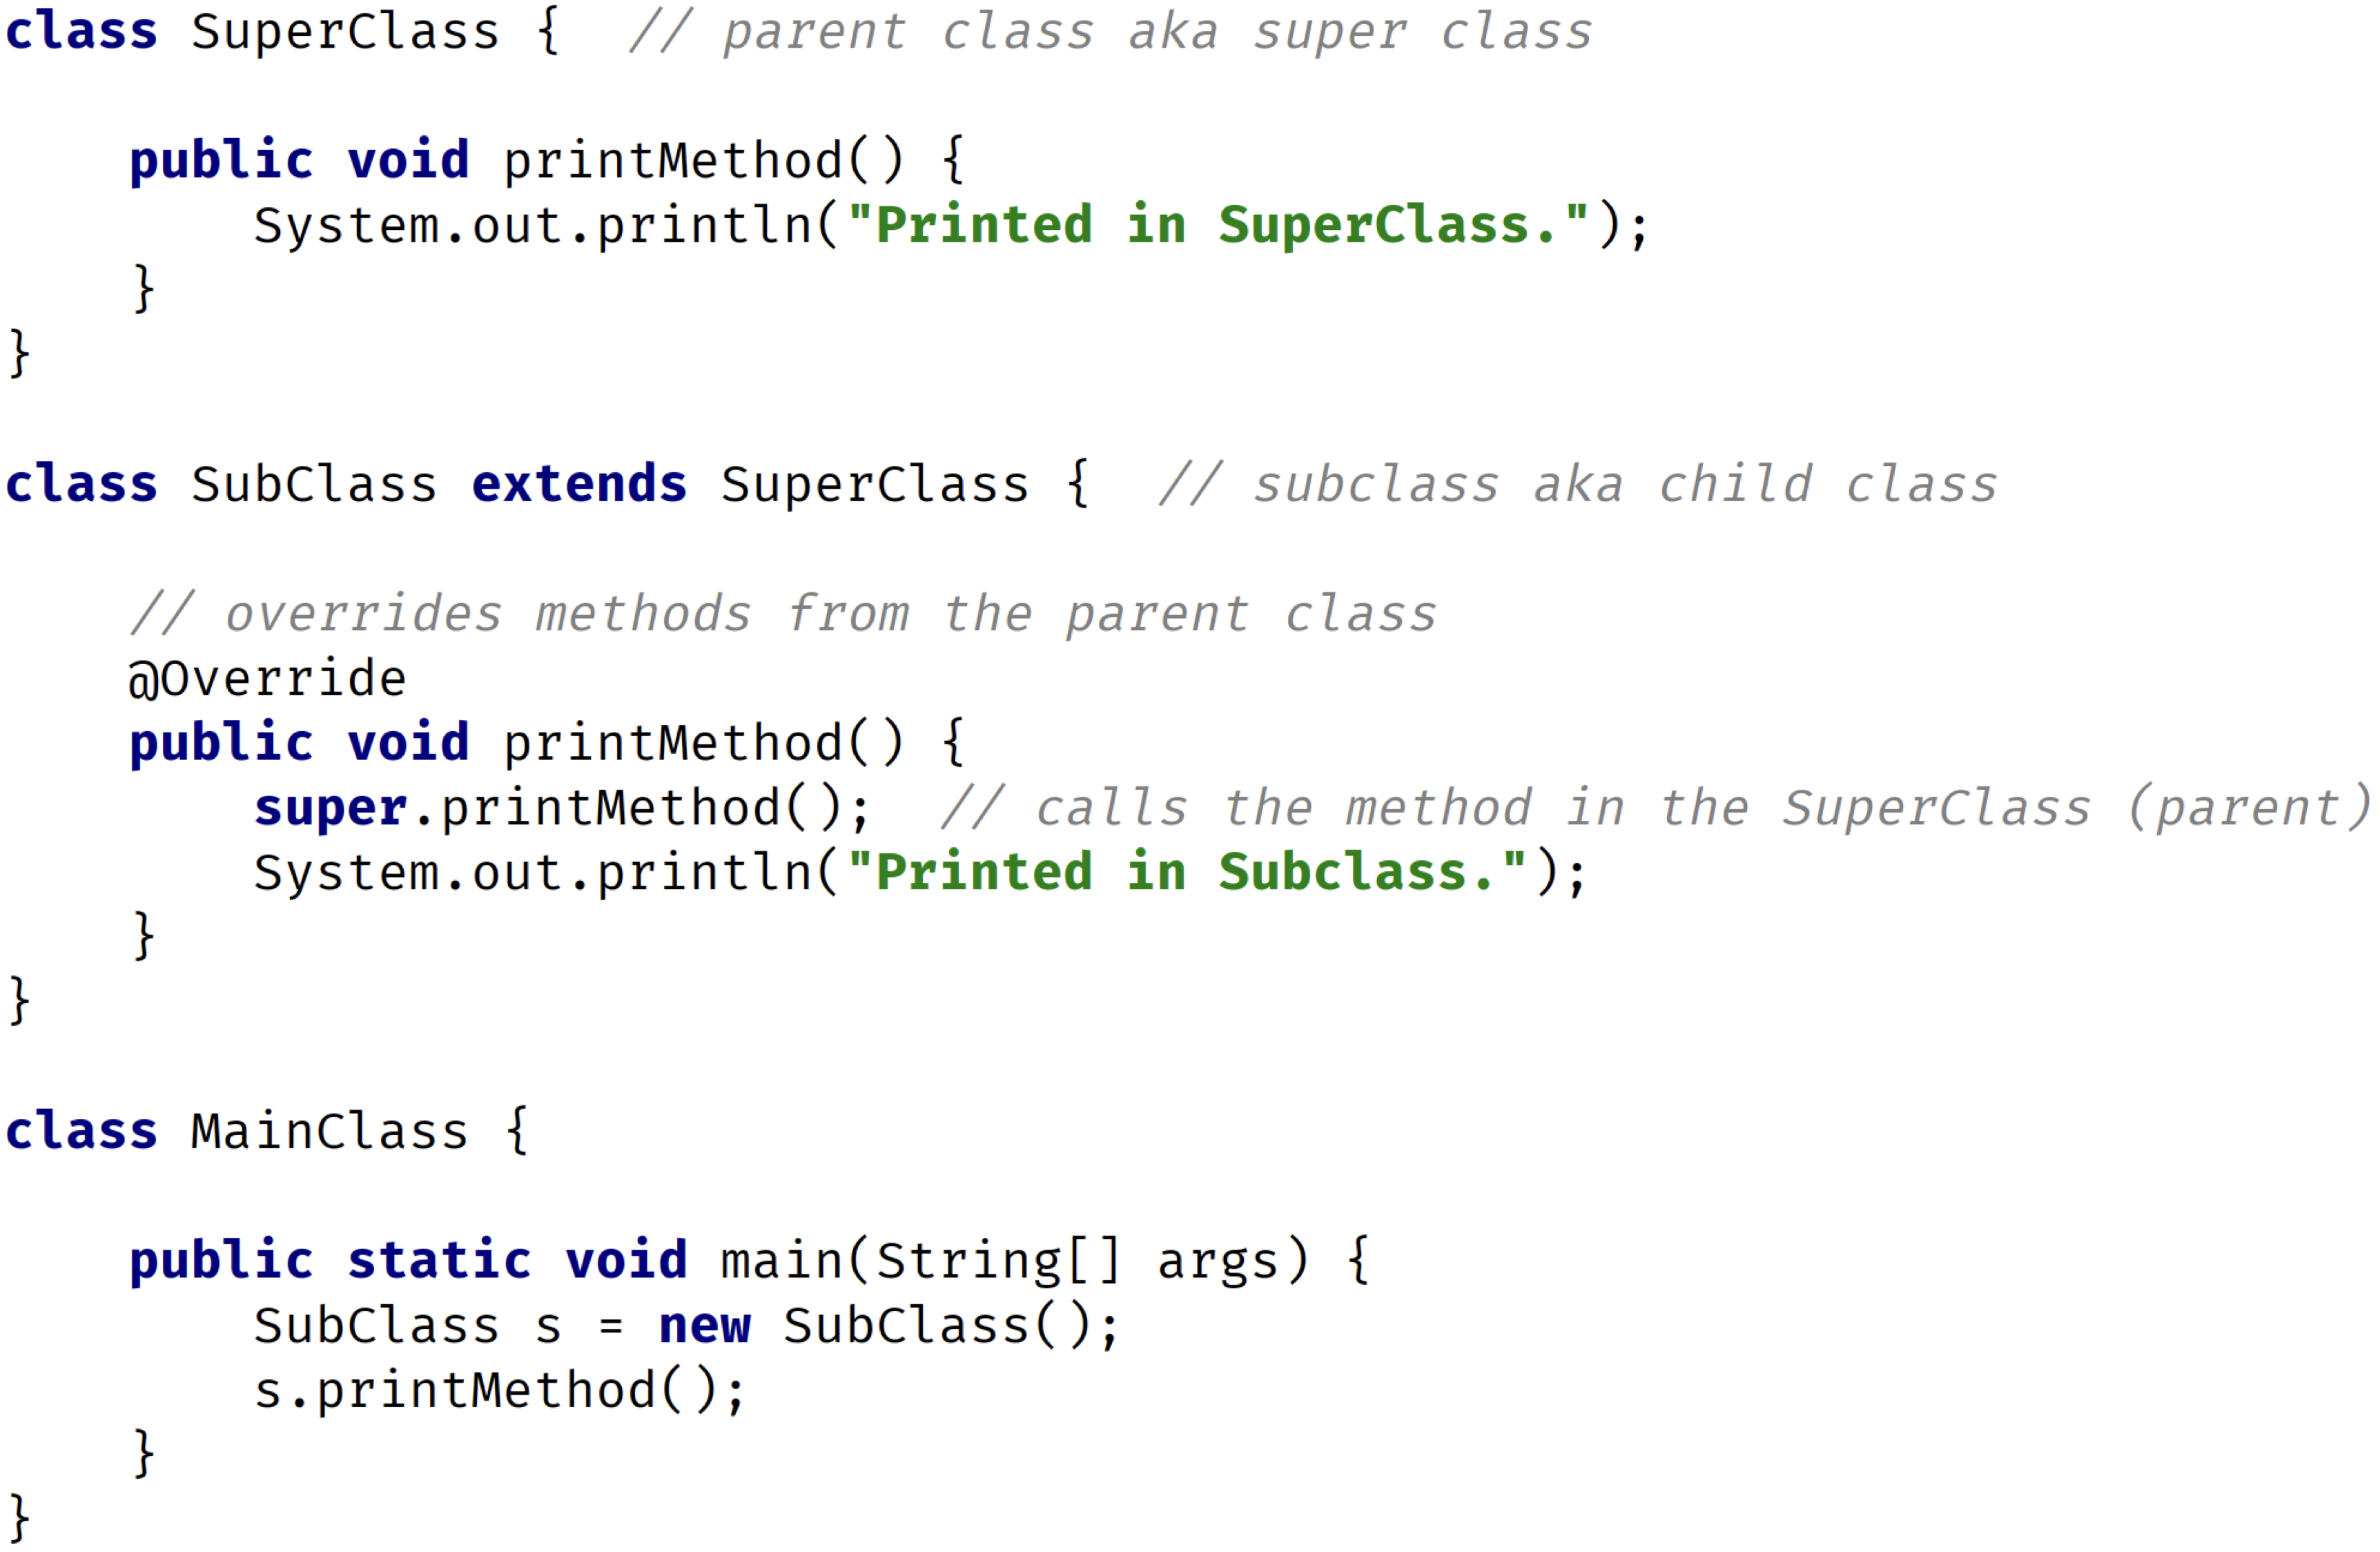 class SuperClass {  // parent class aka super class
    public void printMethod() {
        System.out.println("Printed in SuperClass.");
    }
}
class SubClass extends SuperClass {  // subclass aka child class
    // overrides methods from the parent class
    @Override
    public void printMethod() {
        super.printMethod();  // calls the method in the SuperClass (parent)
        System.out.println("Printed in Subclass.");
    }
}
class MainClass {
    public static void main(String[] args) {
        SubClass s = new SubClass();
        s.printMethod();
    }
}